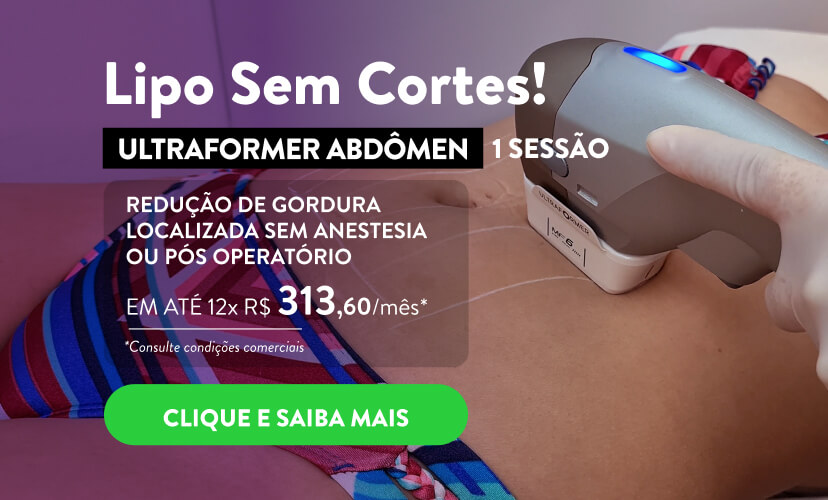 Lipo Sem Cortes!
ULTRAFORMER ABDÔMEN 1 SESSÃO
REDUÇÃO DE GORDURA
LOCALIZADA SEM ANESTESIA
OU PÓS OPERATÓRIO
EM ATÉ 12x R$ 313,60/mês*
*Consulte condições comerciais
CLIQUE E SAIBA MAIS
ULTRAFORMER